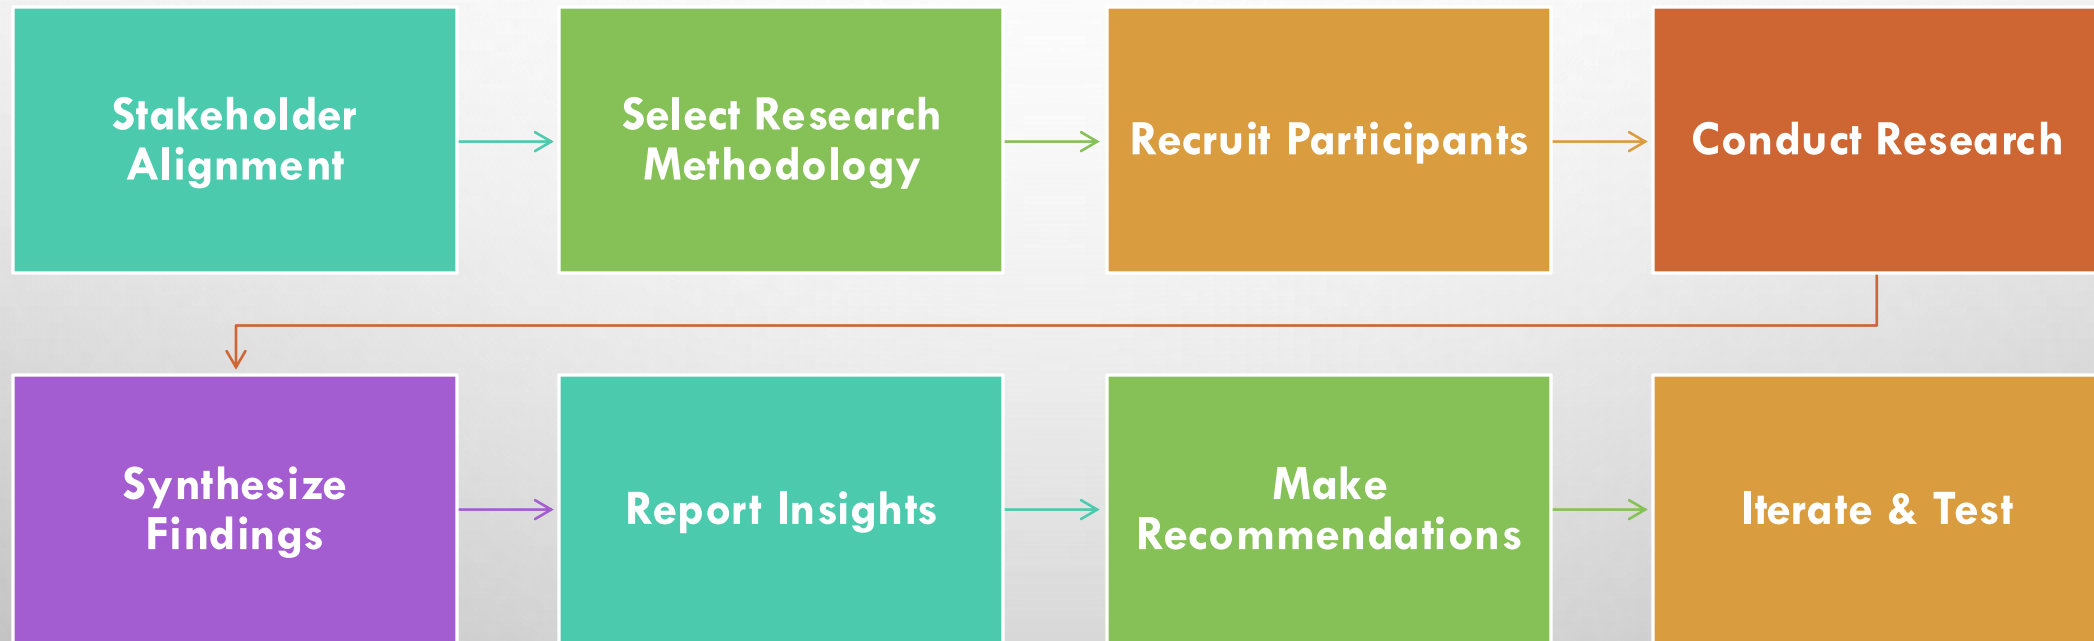 Stakeholder
Alignment
Select Research
Methodology
Recruit Participants
Conduct Research
Synthesize
Findings
Report Insights
Make
Recommendations
Iterate & Test